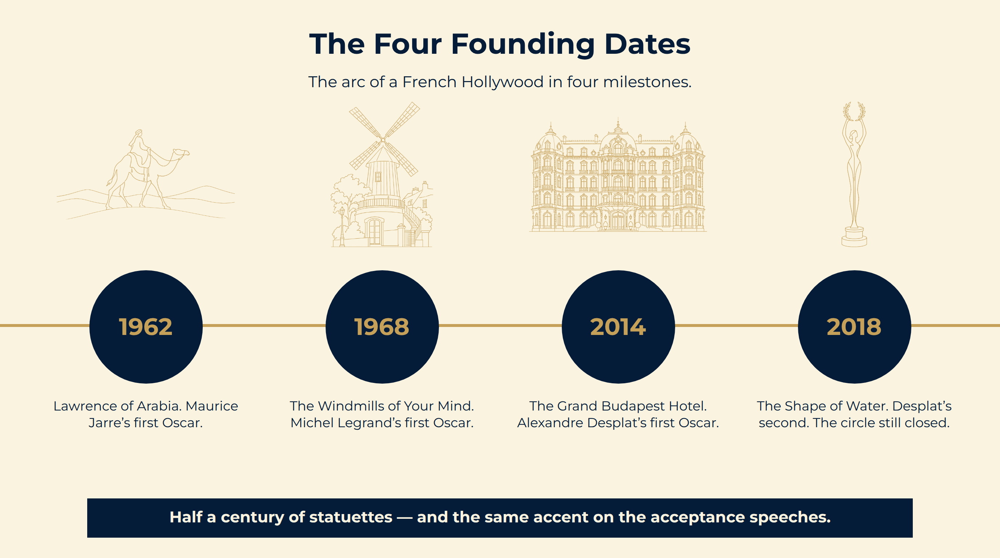 The Four Founding Dates
The arc of a French Hollywood in four milestones.
1962
1968
2014
2018
Lawrence of Arabia. Maurice
Jarre’s first Oscar.
The Windmills of Your Mind.
Michel Legrand’s first Oscar.
The Grand Budapest Hotel.
Alexandre Desplat’s first Oscar.
The Shape of Water. Desplat’s
second. The circle still closed.
Half a century of statuettes — and the same accent on the acceptance speeches.